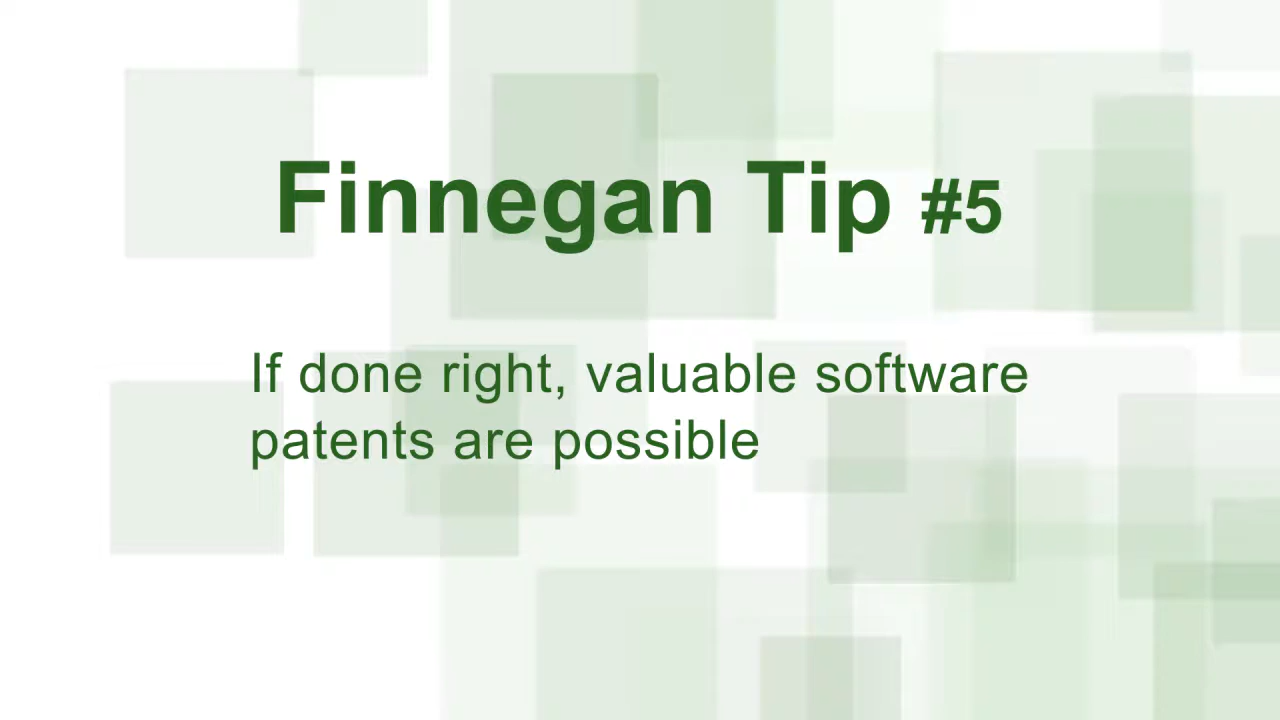 Finnegan Tip #5
If done right, valuable software
patents are possible